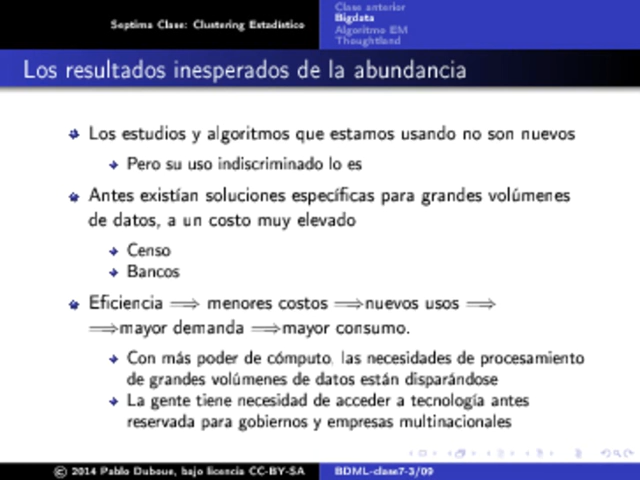 Septima Clase: Clustering Estadístico
Clase anterior
Bigdata
Algoritmo EM
Thoughtland
Los resultados inesperados de la abundancia
Los estudios y algoritmos que estamos usando no son nuevos
Pero su uso indiscriminado lo es
Antes existían soluciones específicas para grandes volúmenes
de datos, a un costo muy elevado
Censo
Bancos
Eficiencia ⟹ menores costos ⟹nuevos usos ⟹
⟹mayor demanda ⟹mayor consumo.
Con más poder de cómputo, las necesidades de procesamiento
de grandes volúmenes de datos están disparándose
La gente tiene necesidad de acceder a tecnología antes
reservada para gobiernos y empresas multinacionales
© 2014 Pablo Duboue, bajo licencia CC-BY-SA
BDML-clase7-3/09